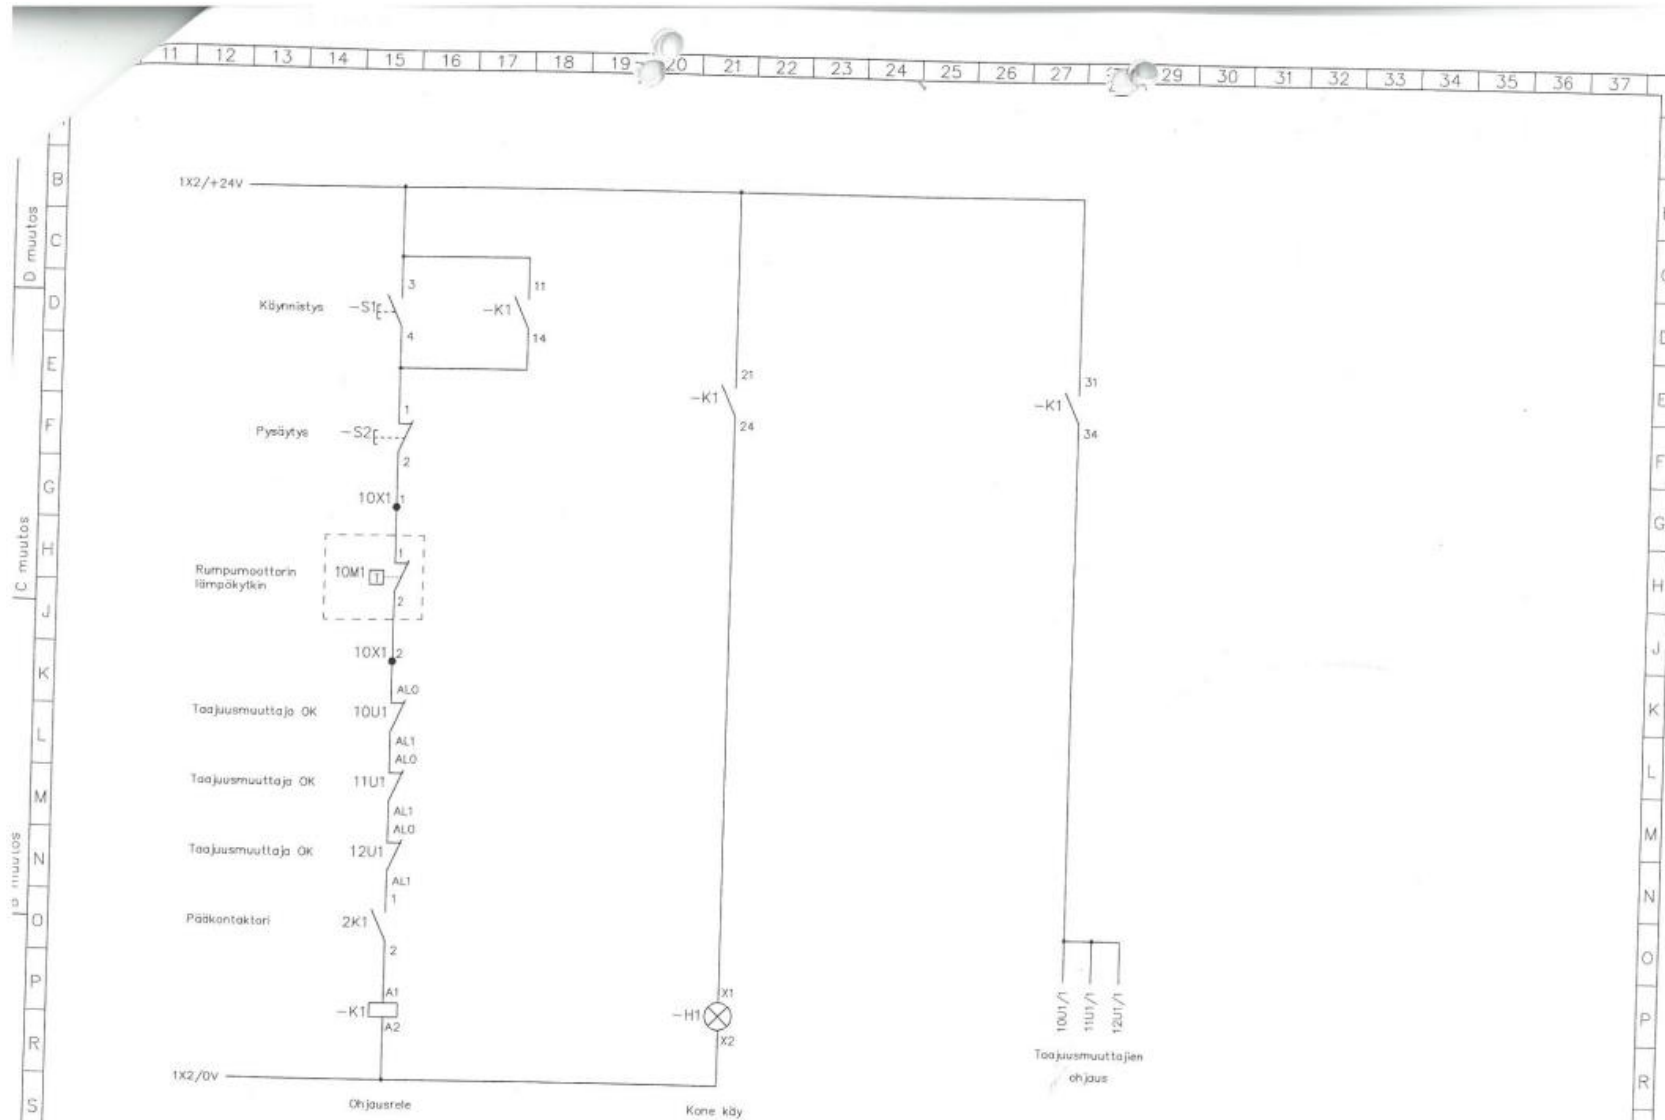 11 12 13 14 15 16 17 18 19 20 21 22 23 24 25 26 27 29 30 31 32 33 34 35 36 37
B
C
D
E
F
G
H
J
K
L
M
N
O
P
R
S
D muutos
C muutos
muutos
1X2/+24V
Käynnistys
-S1
3
4
-K1
11
14
Pysäytys
-S2
1
2
10X1 1
Rumpumoottorin
lämpökytkin
10M1
1
2
10X1 2
Taajuusmuuttaja OK
10U1
AL0
AL1
Taajuusmuuttaja OK
11U1
AL0
AL1
Taajuusmuuttaja OK
12U1
AL0
AL1
Pääkontaktori
2K1
1
2
-K1
A1
A2
1X2/0V
Ohjausrele
-K1
21
24
-H1
X1
X2
Kone käy
-K1
31
34
10U1/1
11U1/1
12U1/1
Taajuusmuuttajien
ohjaus
E
F
G
H
J
K
L
M
N
O
P
R